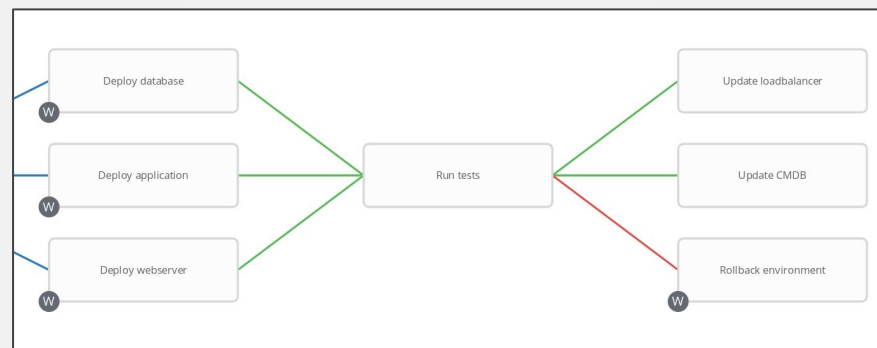 Deploy database
W
Deploy application
W
Deploy webserver
W
Run tests
Update loadbalancer
Update CMDB
Rollback environment
W